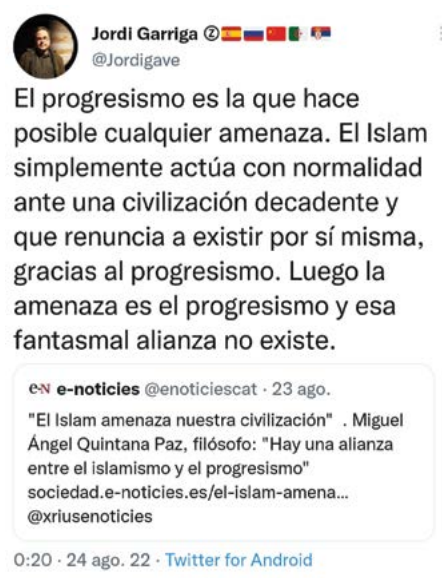 Jordi Garriga Ⓩ🇪🇸🇷🇺🇨🇳🇩🇿🇷🇸
@Jordigave
El progresismo es la que hace
posible cualquier amenaza. El Islam
simplemente actúa con normalidad
ante una civilización decadente y
que renuncia a existir por sí misma,
gracias al progresismo. Luego la
amenaza es el progresismo y esa
fantasmal alianza no existe.
e-N e-noticies @enoticiescat · 23 ago.
"El Islam amenaza nuestra civilización" . Miguel
Ángel Quintana Paz, filósofo: "Hay una alianza
entre el islamismo y el progresismo"
sociedad.e-noticies.es/el-islam-amena...
@xriusenoticies
0:20 · 24 ago. 22 · Twitter for Android